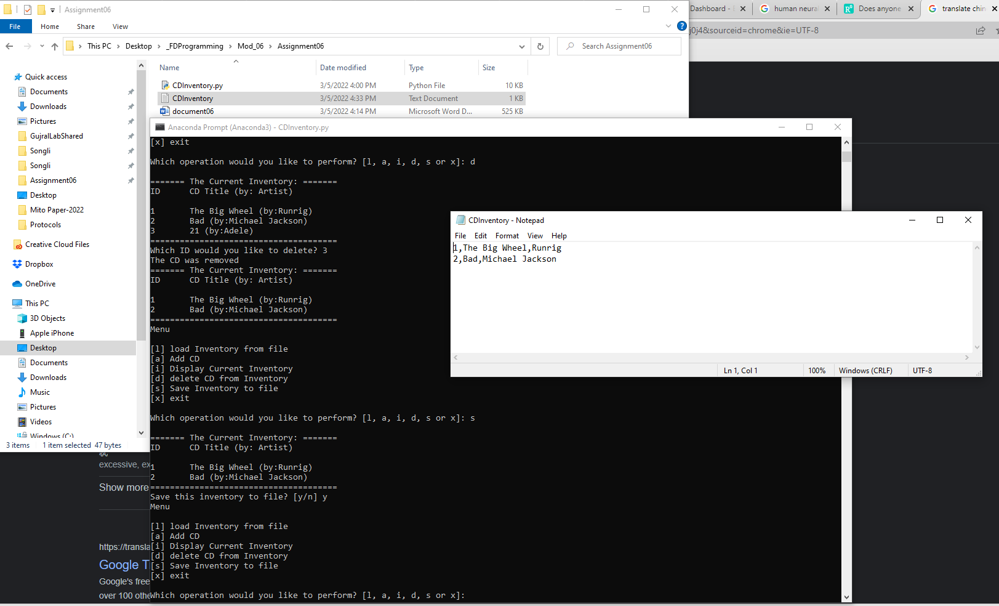 Assignment06
File Home Share View
This PC Desktop _FDProgramming Mod_06 Assignment06
Search Assignment06
Name Date modified Type Size
CDInventory.py 3/5/2022 4:00 PM Python File 10 KB
CDInventory 3/5/2022 4:33 PM Text Document 1 KB
document06 3/5/2022 4:14 PM Microsoft Word D... 525 KB
Quick access
Documents
Downloads
Pictures
GujralLabShared
Songli
Songli
Assignment06
Desktop
Mito Paper-2022
Protocols
Creative Cloud Files
Dropbox
OneDrive
This PC
3D Objects
Apple iPhone
Desktop
Documents
Downloads
Music
Pictures
Videos
Windows (C:)
3 items 1 item selected 47 bytes
Dashboard -
human neura
Does anyone
translate chin
j0j4&sourceid=chrome&ie=UTF-8
Anaconda Prompt (Anaconda3) - CDInventory.py
[x] exit
Which operation would you like to perform? [l, a, i, d, s or x]: d
======= The Current Inventory: =======
ID CD Title (by: Artist)
1 The Big Wheel (by:Runrig)
2 Bad (by:Michael Jackson)
3 21 (by:Adele)
======================================
Which ID would you like to delete? 3
The CD was removed
======= The Current Inventory: =======
ID CD Title (by: Artist)
1 The Big Wheel (by:Runrig)
2 Bad (by:Michael Jackson)
======================================
Menu
[l] load Inventory from file
[a] Add CD
[i] Display Current Inventory
[d] delete CD from Inventory
[s] Save Inventory to file
[x] exit
Which operation would you like to perform? [l, a, i, d, s or x]: s
======= The Current Inventory: =======
ID CD Title (by: Artist)
1 The Big Wheel (by:Runrig)
2 Bad (by:Michael Jackson)
======================================
Save this inventory to file? [y/n] y
Menu
[l] load Inventory from file
[a] Add CD
[i] Display Current Inventory
[d] delete CD from Inventory
[s] Save Inventory to file
[x] exit
Which operation would you like to perform? [l, a, i, d, s or x]:
CDInventory - Notepad
File Edit Format View Help
1,The Big Wheel,Runrig
2,Bad,Michael Jackson
Ln 1, Col 1 100% Windows (CRLF) UTF-8
excessive, ex
Show more
https://transla
Google T
Google's free
over 100 othe